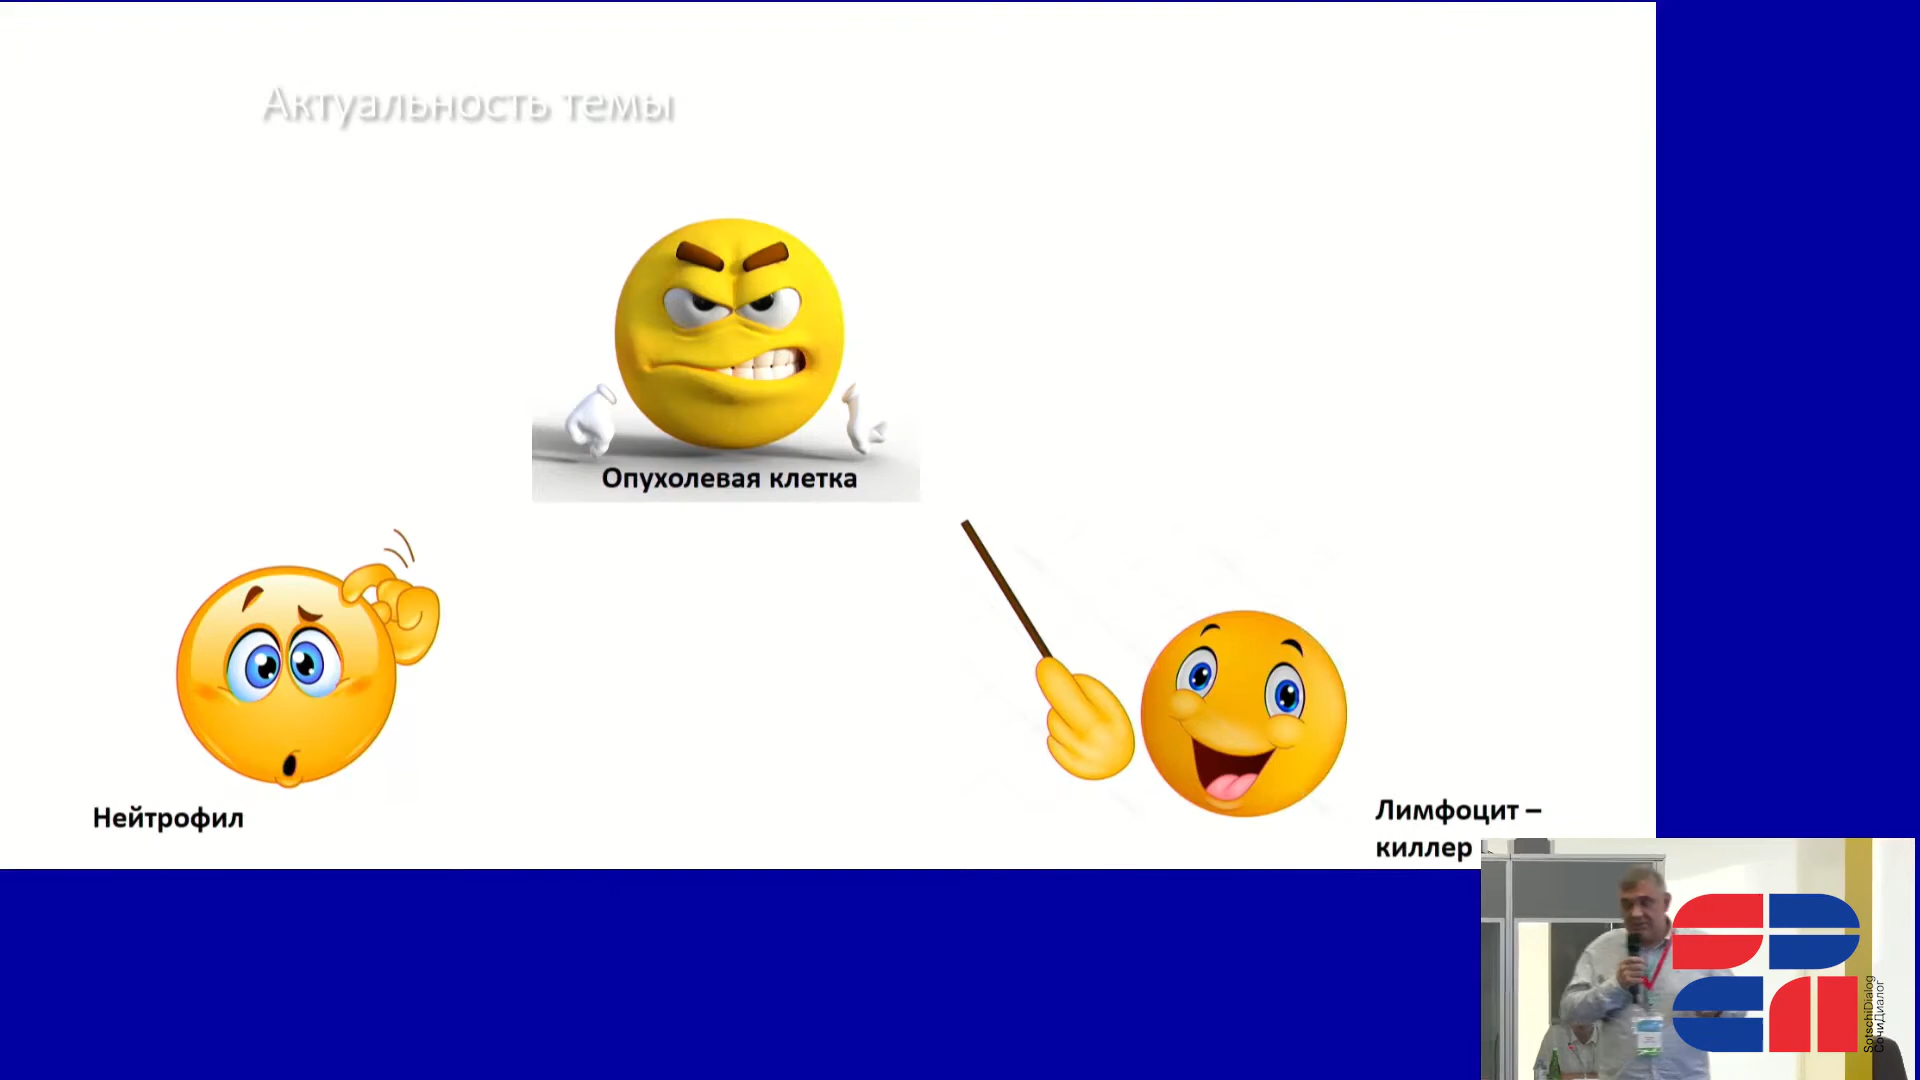 Актуальность темы
Опухолевая клетка
Нейтрофил
Лимфоцит –
киллер
SotschiDialog
СочиДиалог